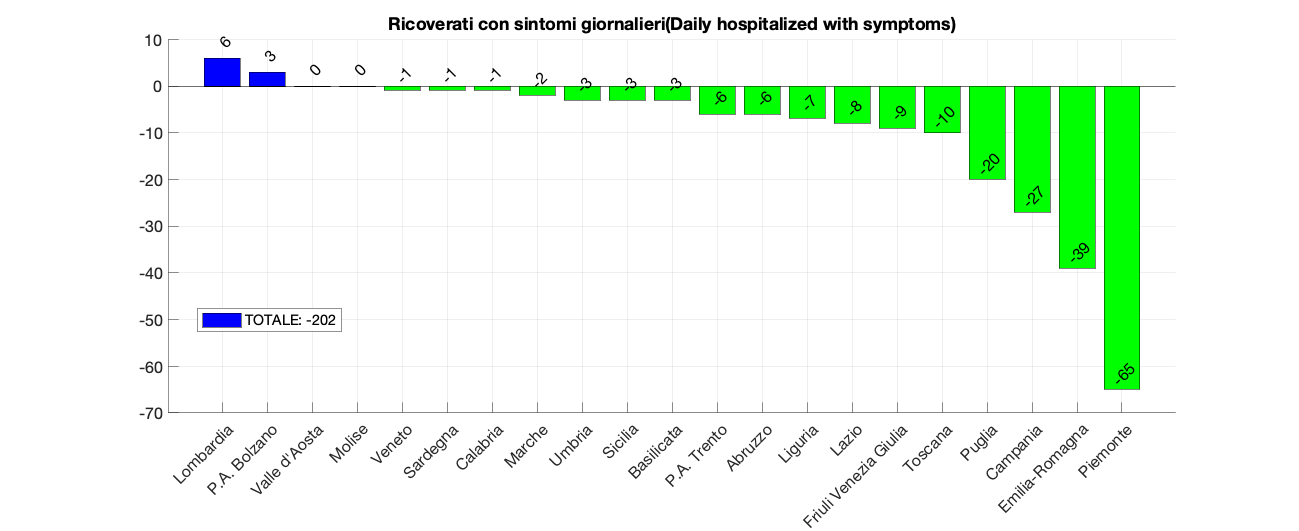 Ricoverati con sintomi giornalieri(Daily hospitalized with symptoms)
10
0
-10
-20
-30
-40
-50
-60
-70
6
3
0
0
-1
-1
-1
-2
-3
-3
-3
-6
-6
-7
-8
-9
-10
-20
-27
-39
-65
TOTALE: -202
Lombardia
P.A. Bolzano
Valle d'Aosta
Molise
Veneto
Sardegna
Calabria
Marche
Umbria
Sicilia
Basilicata
P.A. Trento
Abruzzo
Liguria
Lazio
Friuli Venezia Giulia
Toscana
Puglia
Campania
Emilia-Romagna
Piemonte